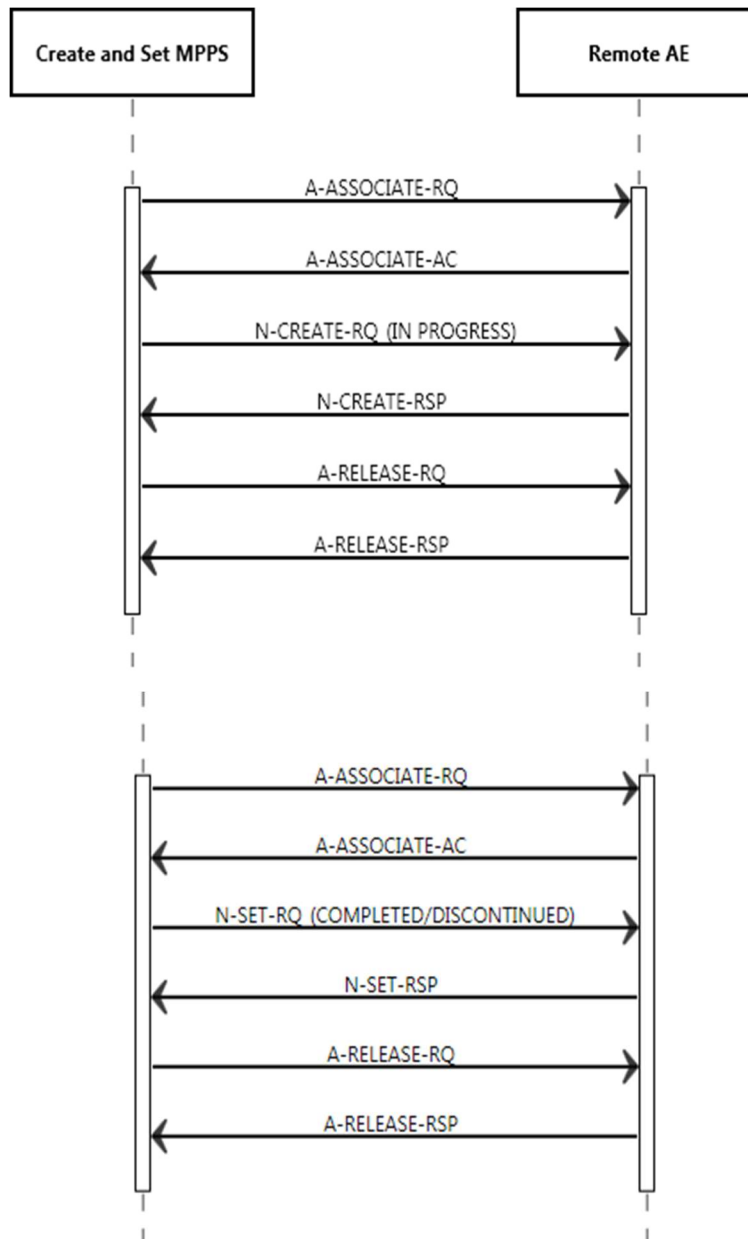 Create and Set MPPS
Remote AE
A-ASSOCIATE-RQ
A-ASSOCIATE-AC
N-CREATE-RQ (IN PROGRESS)
N-CREATE-RSP
A-RELEASE-RQ
A-RELEASE-RSP
A-ASSOCIATE-RQ
A-ASSOCIATE-AC
N-SET-RQ (COMPLETED/DISCONTINUED)
N-SET-RSP
A-RELEASE-RQ
A-RELEASE-RSP